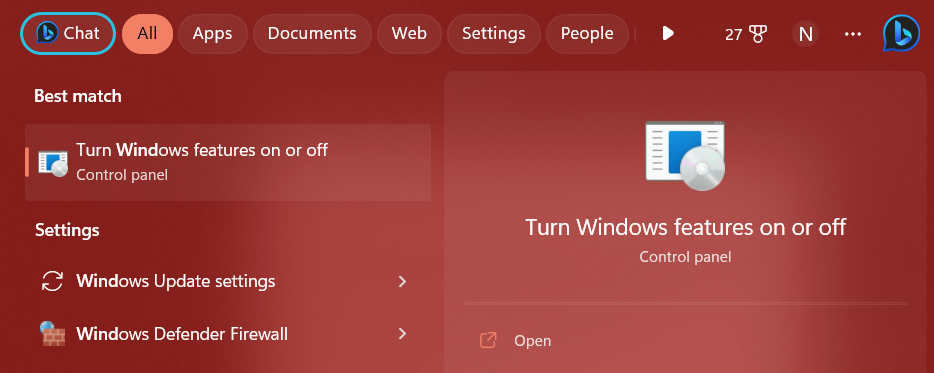 Chat All Apps Documents Web Settings People 27 N
Best match
Turn Windows features on or off
Control panel
Settings
Windows Update settings
Windows Defender Firewall
Turn Windows features on or off
Control panel
Open